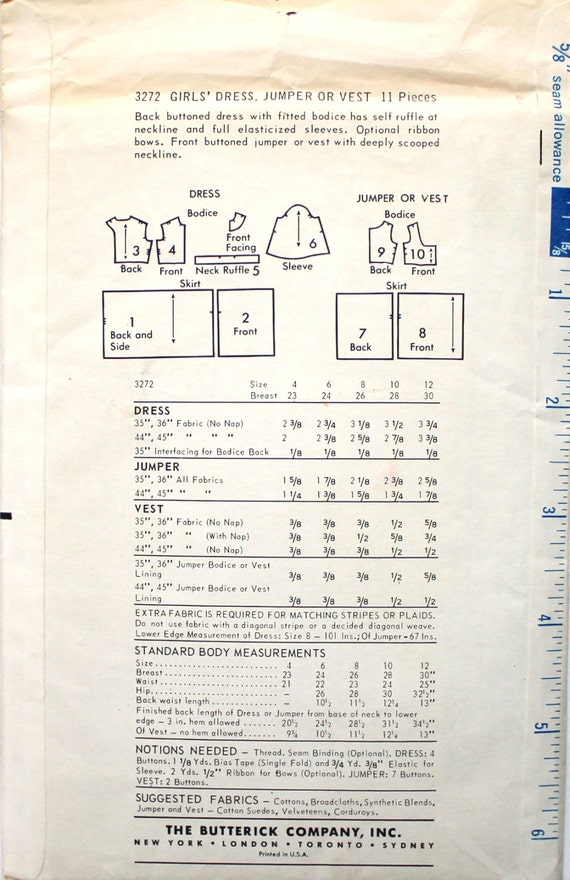 3272 GIRLS' DRESS, JUMPER OR VEST 11 Pieces
Back buttoned dress with fitted bodice has self ruffle at
neckline and full elasticized sleeves. Optional ribbon
bows. Front buttoned jumper or vest with deeply scooped
neckline.
DRESS
Bodice
3
Back
4
Front
Front
Facing
Neck Ruffle 5
6
Sleeve
Skirt
1
Back and
Side
2
Front
JUMPER OR VEST
Bodice
9
Back
10
Front
Skirt
7
Back
8
Front
3272 Size 4 6 8 10 12
Breast 23 24 26 28 30
DRESS
35", 36" Fabric (No Nap) 2 3/8 2 3/4 3 1/8 3 1/2 3 3/4
44", 45" " " " 2 2 3/8 2 5/8 2 7/8 3 3/8
35" Interfacing for Bodice Back 1/8 1/8 1/8 1/8 1/8
JUMPER
35", 36" All Fabrics 1 5/8 1 7/8 2 1/8 2 3/8 2 5/8
44", 45" " " 1 1/4 1 3/8 1 5/8 1 3/4 1 7/8
VEST
35", 36" Fabric (No Nap) 3/8 3/8 3/8 1/2 5/8
35", 36" " (With Nap) 3/8 3/8 1/2 5/8 3/4
44", 45" " (No Nap) 3/8 3/8 3/8 1/2 1/2
35", 36" Jumper Bodice or Vest
Lining 3/8 3/8 3/8 1/2 5/8
44", 45" Jumper Bodice or Vest
Lining 3/8 3/8 3/8 1/2 1/2
EXTRA FABRIC IS REQUIRED FOR MATCHING STRIPES OR PLAIDS.
Do not use fabric with a diagonal stripe or a decided diagonal weave.
Lower Edge Measurement of Dress: Size 8 - 101 Ins.; Of Jumper - 67 Ins.
STANDARD BODY MEASUREMENTS
Size 4 6 8 10 12
Breast 23 24 26 28 30"
Waist 21 22 23 24 25"
Hip - 26 28 30 32½"
Back waist length - 10½ 11½ 12¼ 13"
Finished back length of Dress or Jumper from base of neck to lower
edge - 3 in. hem allowed 20½ 24½ 28½ 31½ 34½"
Of Vest - no hem allowed 9¾ 10½ 11½ 12¼ 13"
NOTIONS NEEDED - Thread. Seam Binding (Optional). DRESS: 4
Buttons. 1 1/8 Yds. Bias Tape (Single Fold) and 3/4 Yd. 3/8" Elastic for
Sleeve. 2 Yds. 1/2" Ribbon for Bows (Optional). JUMPER: 7 Buttons.
VEST: 2 Buttons.
SUGGESTED FABRICS - Cottons, Broadcloths, Synthetic Blends,
Jumper and Vest - Cotton Suedes, Velveteens, Corduroys.
THE BUTTERICK COMPANY, INC.
NEW YORK • LONDON • TORONTO • SYDNEY
Printed in U.S.A.
5/8" seam allowance
5/8
1
2
3
4
5
6